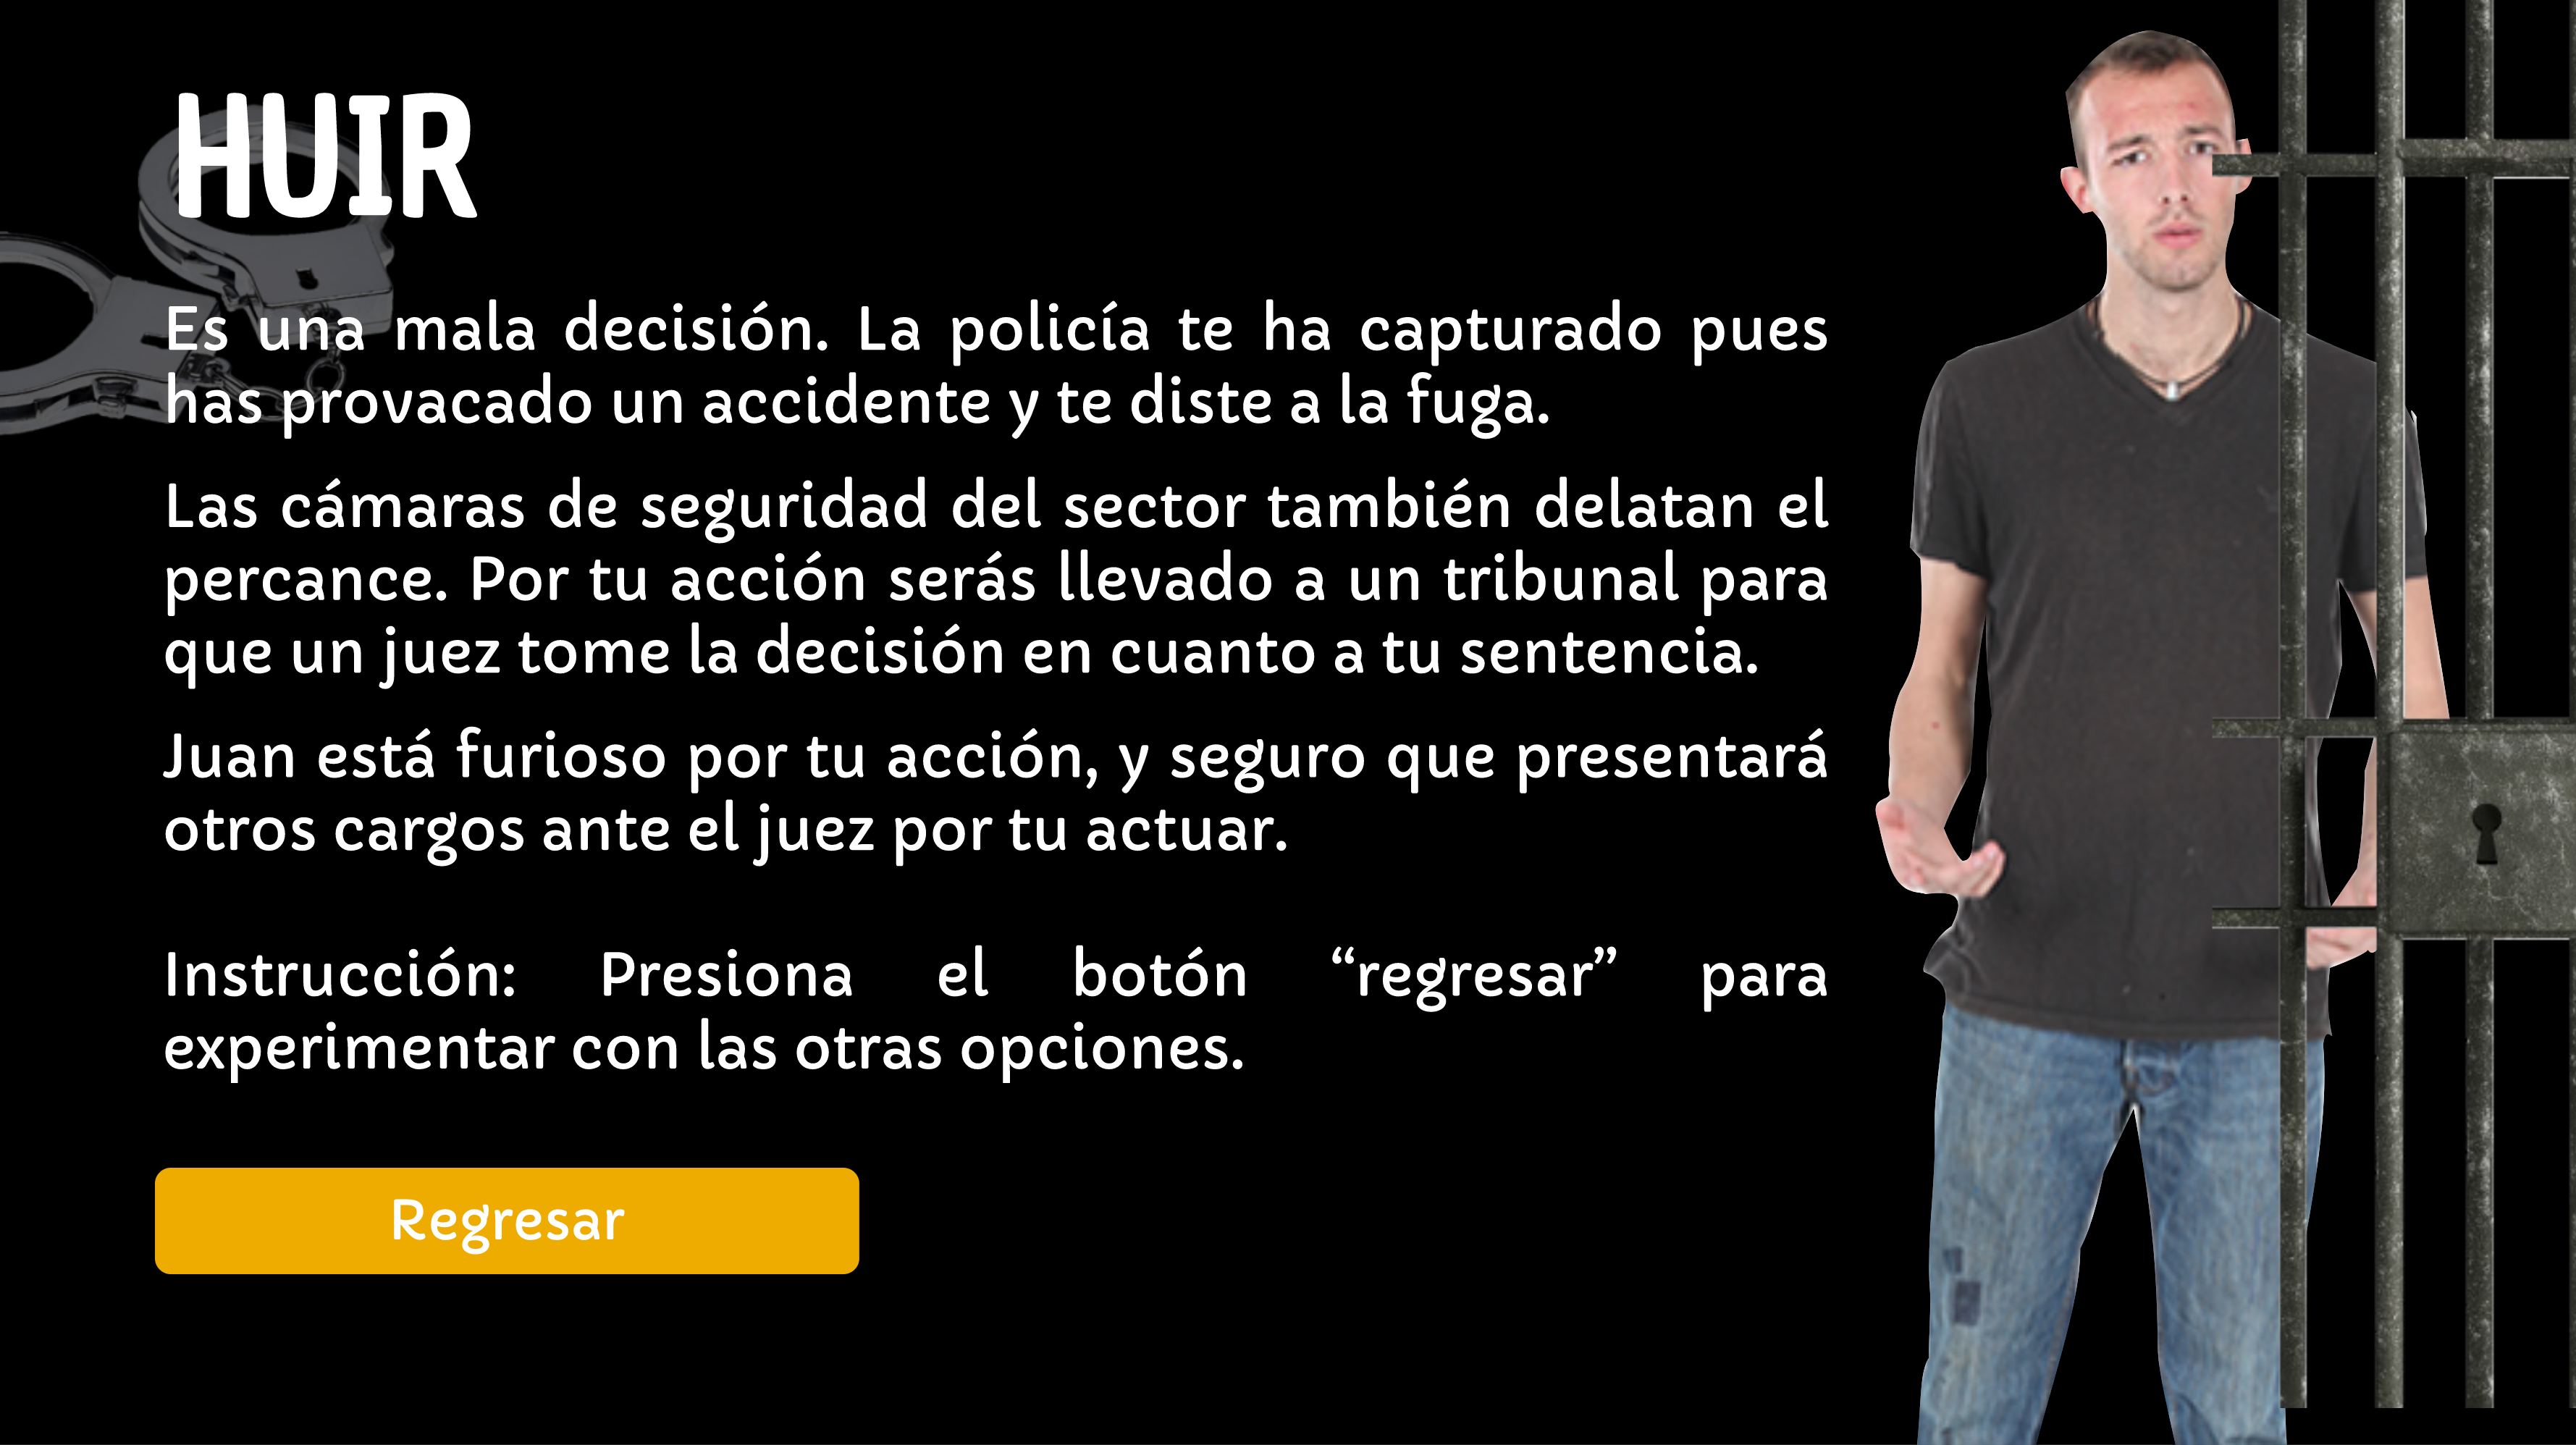 HUIR
Es una mala decisión. La policía te ha capturado pues
has provacado un accidente y te diste a la fuga.
Las cámaras de seguridad del sector también delatan el
percance. Por tu acción serás llevado a un tribunal para
que un juez tome la decisión en cuanto a tu sentencia.
Juan está furioso por tu acción, y seguro que presentará
otros cargos ante el juez por tu actuar.
Instrucción: Presiona el botón “regresar” para
experimentar con las otras opciones.
Regresar